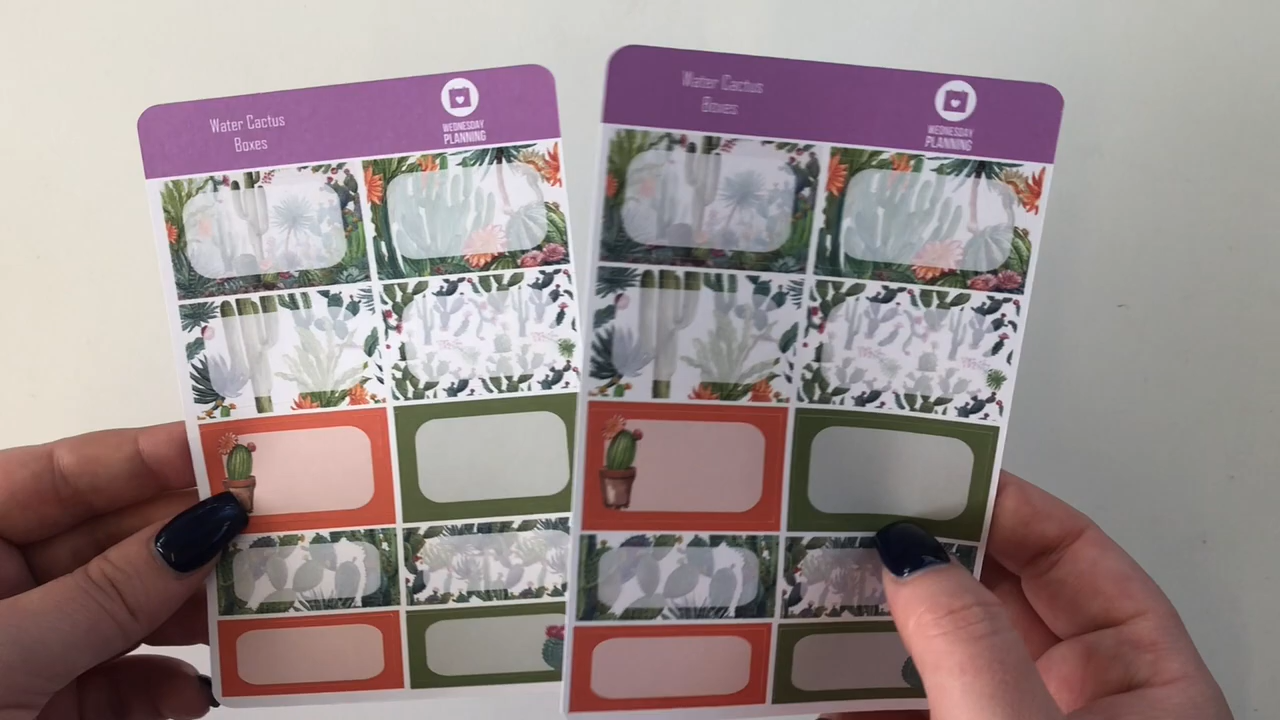 Water Cactus
Boxes
WEDNESDAY
PLANNING
Water Cactus
Boxes
WEDNESDAY
PLANNING